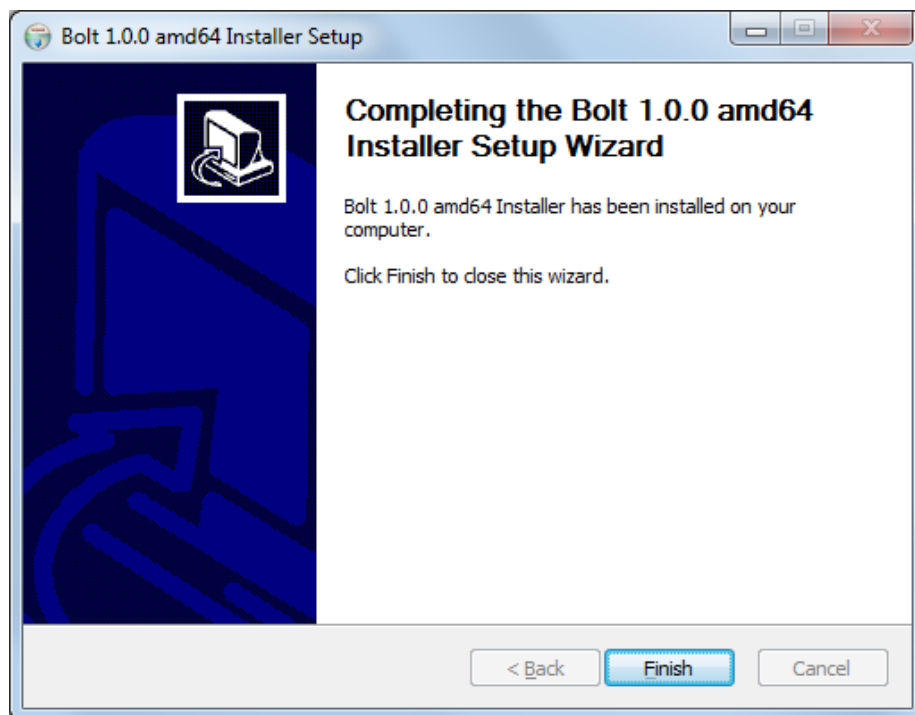 Bolt 1.0.0 amd64 Installer Setup
Completing the Bolt 1.0.0 amd64
Installer Setup Wizard
Bolt 1.0.0 amd64 Installer has been installed on your
computer.
Click Finish to close this wizard.
< Back
Finish
Cancel